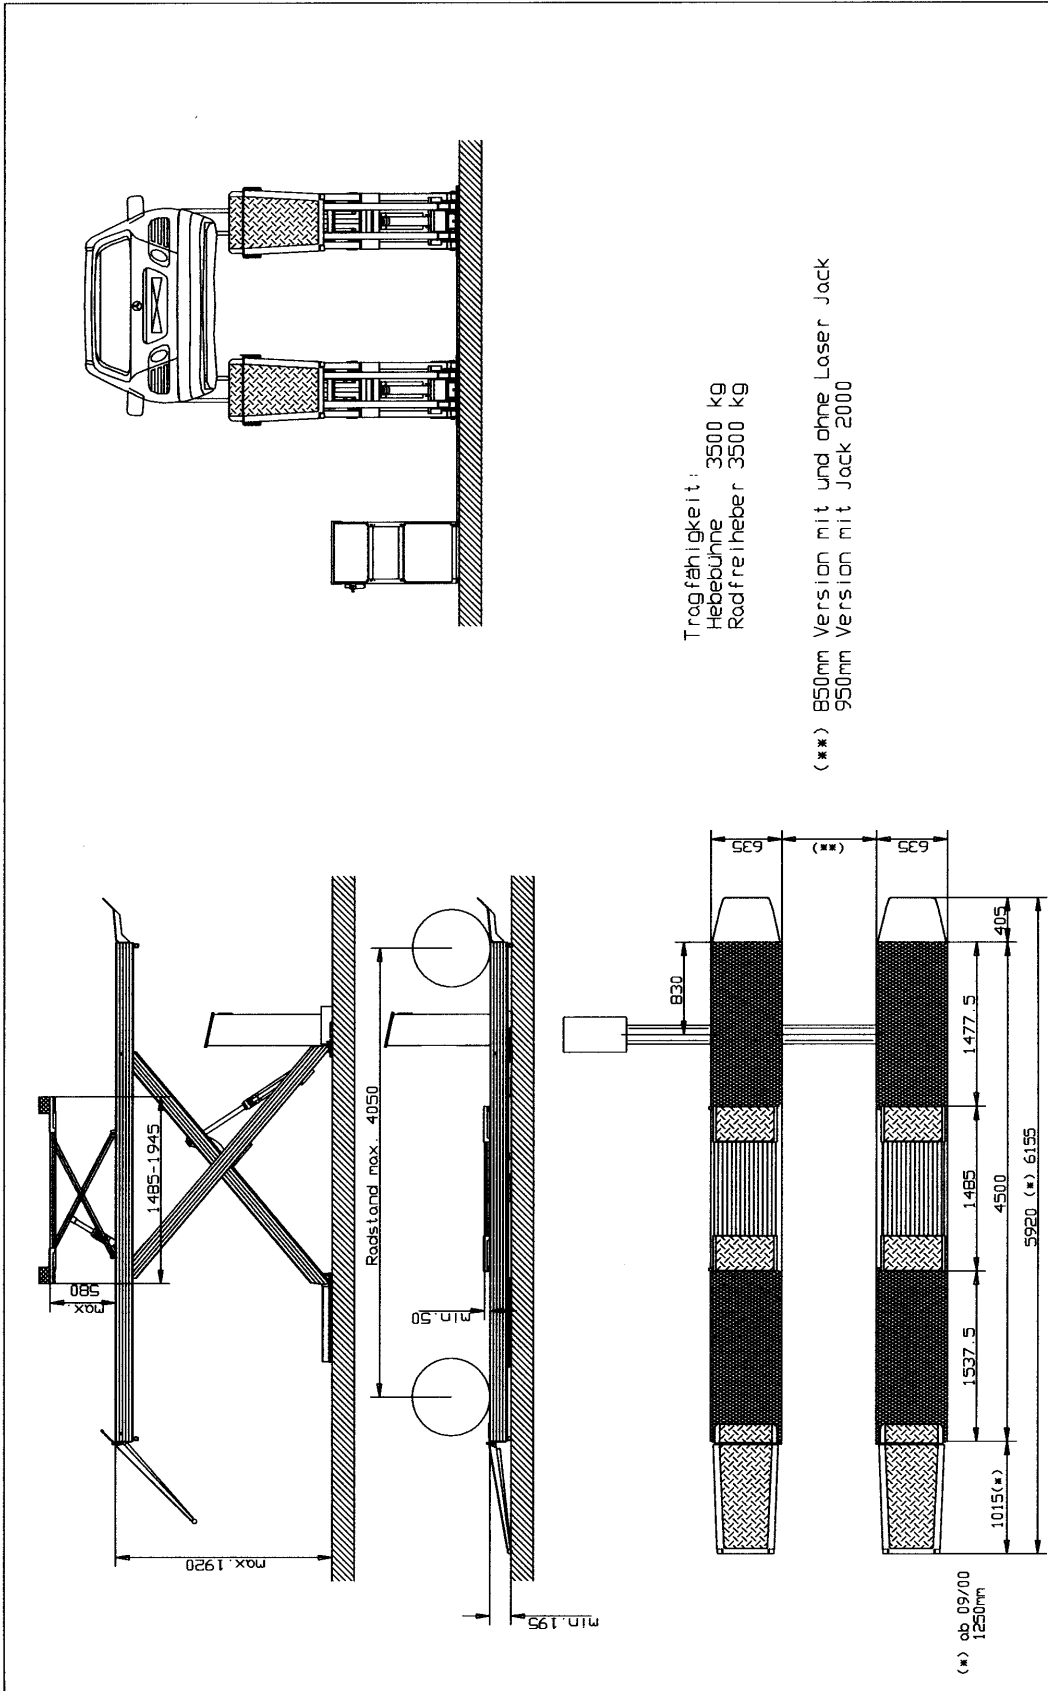 max. 580
1485-1945
max. 1920
Radstand max. 4050
min. 50
min. 195
Tragfähigkeit:
Hebebühne 3500 kg
Radfreiheber 3500 kg
(**) 850mm Version mit und ohne Laser Jack
950mm Version mit Jack 2000
830
635
(**)
635
1015(*)
1537.5
1485
1477.5
405
4500
5920 (*) 6155
(*) ab 09/00
1250mm